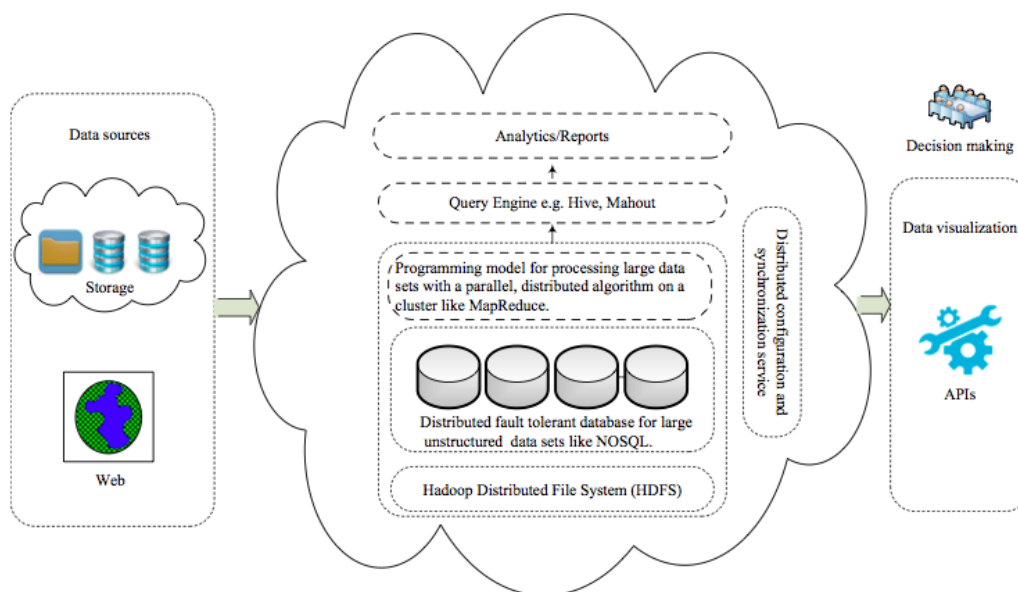 Data sources
Storage
Web
Analytics/Reports
Query Engine e.g. Hive, Mahout
Programming model for processing large data
sets with a parallel, distributed algorithm on a
cluster like MapReduce.
Distributed fault tolerant database for large
unstructured data sets like NOSQL.
Hadoop Distributed File System (HDFS)
Distributed configuration and
synchronization service
Decision making
Data visualization
APIs